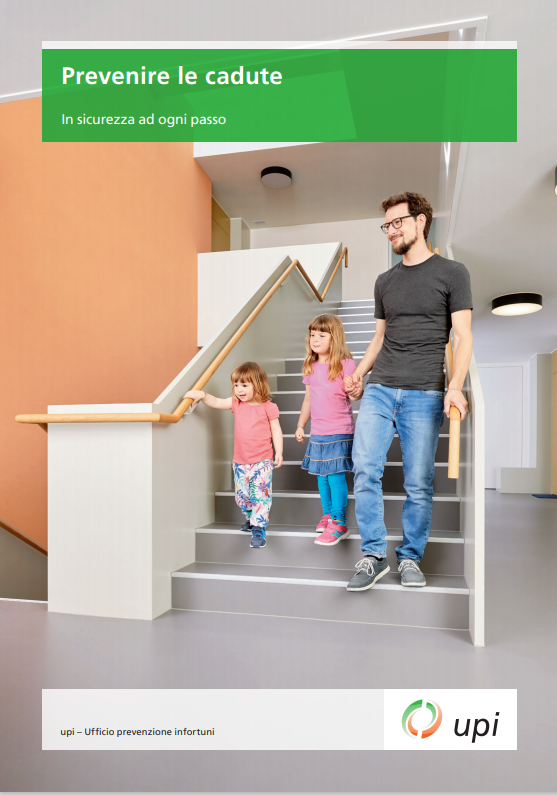 Prevenire le cadute
In sicurezza ad ogni passo
upi – Ufficio prevenzione infortuni
upi